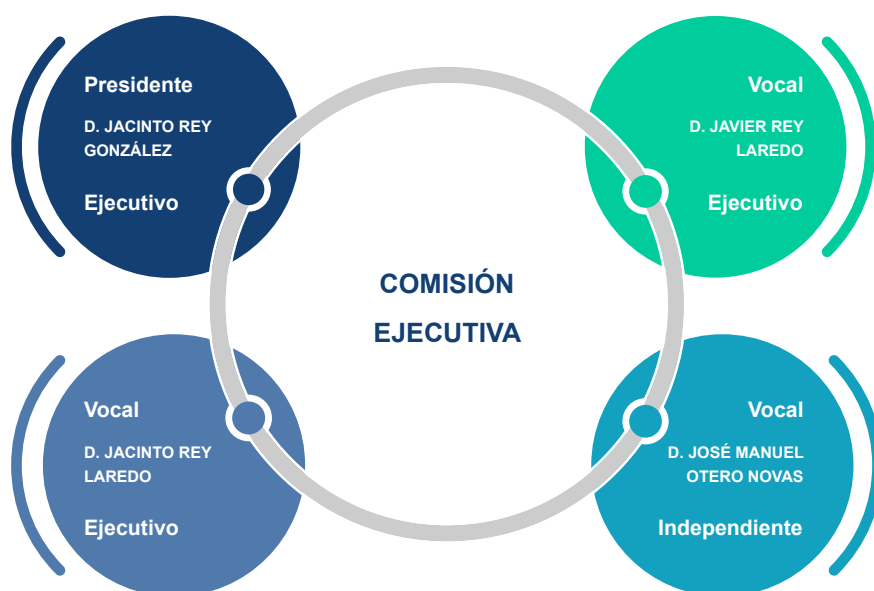 Presidente
D. JACINTO REY
GONZÁLEZ
Ejecutivo
Vocal
D. JAVIER REY
LAREDO
Ejecutivo
COMISIÓN
EJECUTIVA
Vocal
D. JACINTO REY
LAREDO
Ejecutivo
Vocal
D. JOSÉ MANUEL
OTERO NOVAS
Independiente